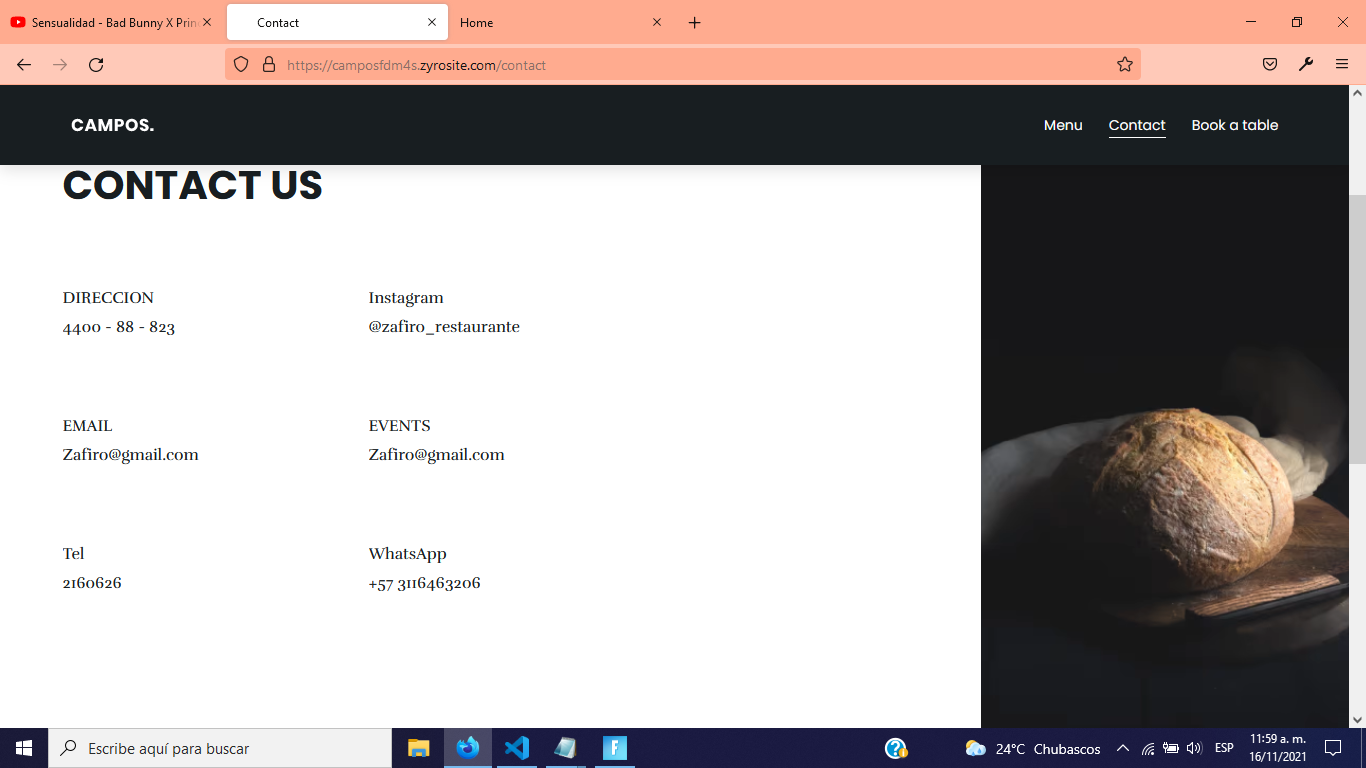 Sensualidad - Bad Bunny X Prin
Contact
Home
https://camposfdm4s.zyrosite.com/contact
CAMPOS.
Menu
Contact
Book a table
CONTACT US
DIRECCION
4400 - 88 - 823
Instagram
@zafiro_restaurante
EMAIL
Zafiro@gmail.com
EVENTS
Zafiro@gmail.com
Tel
2160626
WhatsApp
+57 3116463206
Escribe aquí para buscar
24°C Chubascos
ESP
11:59 a. m.
16/11/2021